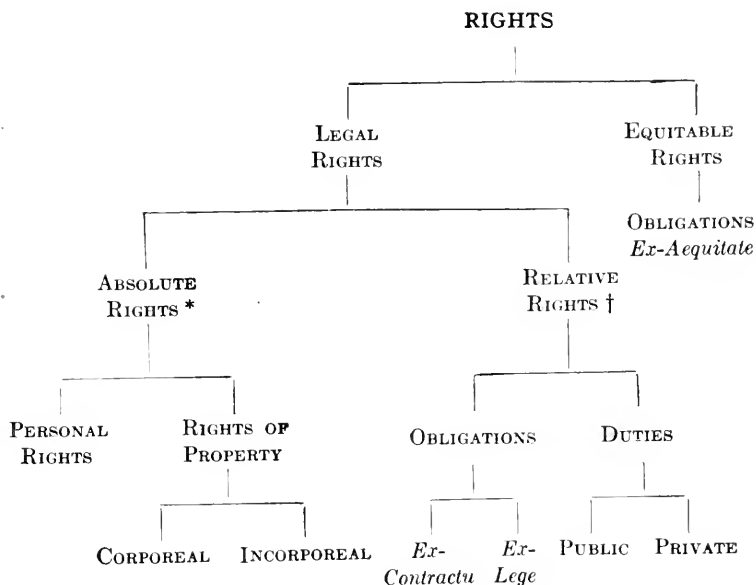 RIGHTS
LEGAL
RIGHTS
EQUITABLE
RIGHTS
OBLIGATIONS
Ex-Aequitate
ABSOLUTE
RIGHTS *
RELATIVE
RIGHTS †
PERSONAL
RIGHTS
RIGHTS OF
PROPERTY
OBLIGATIONS
DUTIES
CORPOREAL
INCORPOREAL
Ex-
Contractu
Ex-
Lege
PUBLIC
PRIVATE